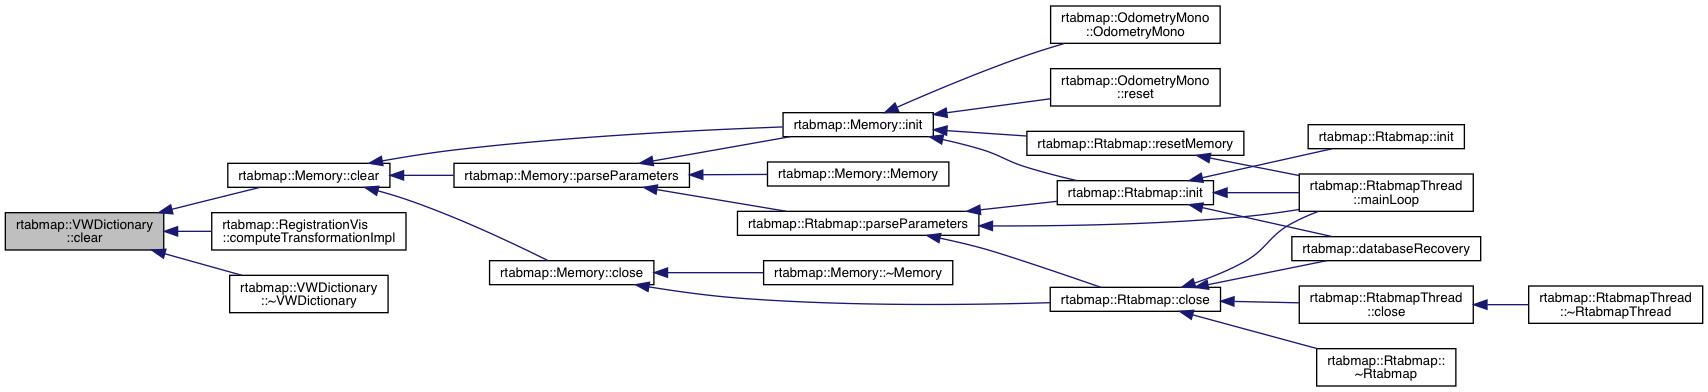 rtabmap::VWDictionary
::clear
rtabmap::Memory::clear
rtabmap::RegistrationVis
::computeTransformationImpl
rtabmap::VWDictionary
::~VWDictionary
rtabmap::Memory::parseParameters
rtabmap::Memory::close
rtabmap::Memory::init
rtabmap::Memory::Memory
rtabmap::Rtabmap::parseParameters
rtabmap::Memory::~Memory
rtabmap::OdometryMono
::OdometryMono
rtabmap::OdometryMono
::reset
rtabmap::Rtabmap::resetMemory
rtabmap::Rtabmap::init
rtabmap::Rtabmap::close
rtabmap::Rtabmap::init
rtabmap::RtabmapThread
::mainLoop
rtabmap::databaseRecovery
rtabmap::RtabmapThread
::close
rtabmap::Rtabmap::
~Rtabmap
rtabmap::RtabmapThread
::~RtabmapThread